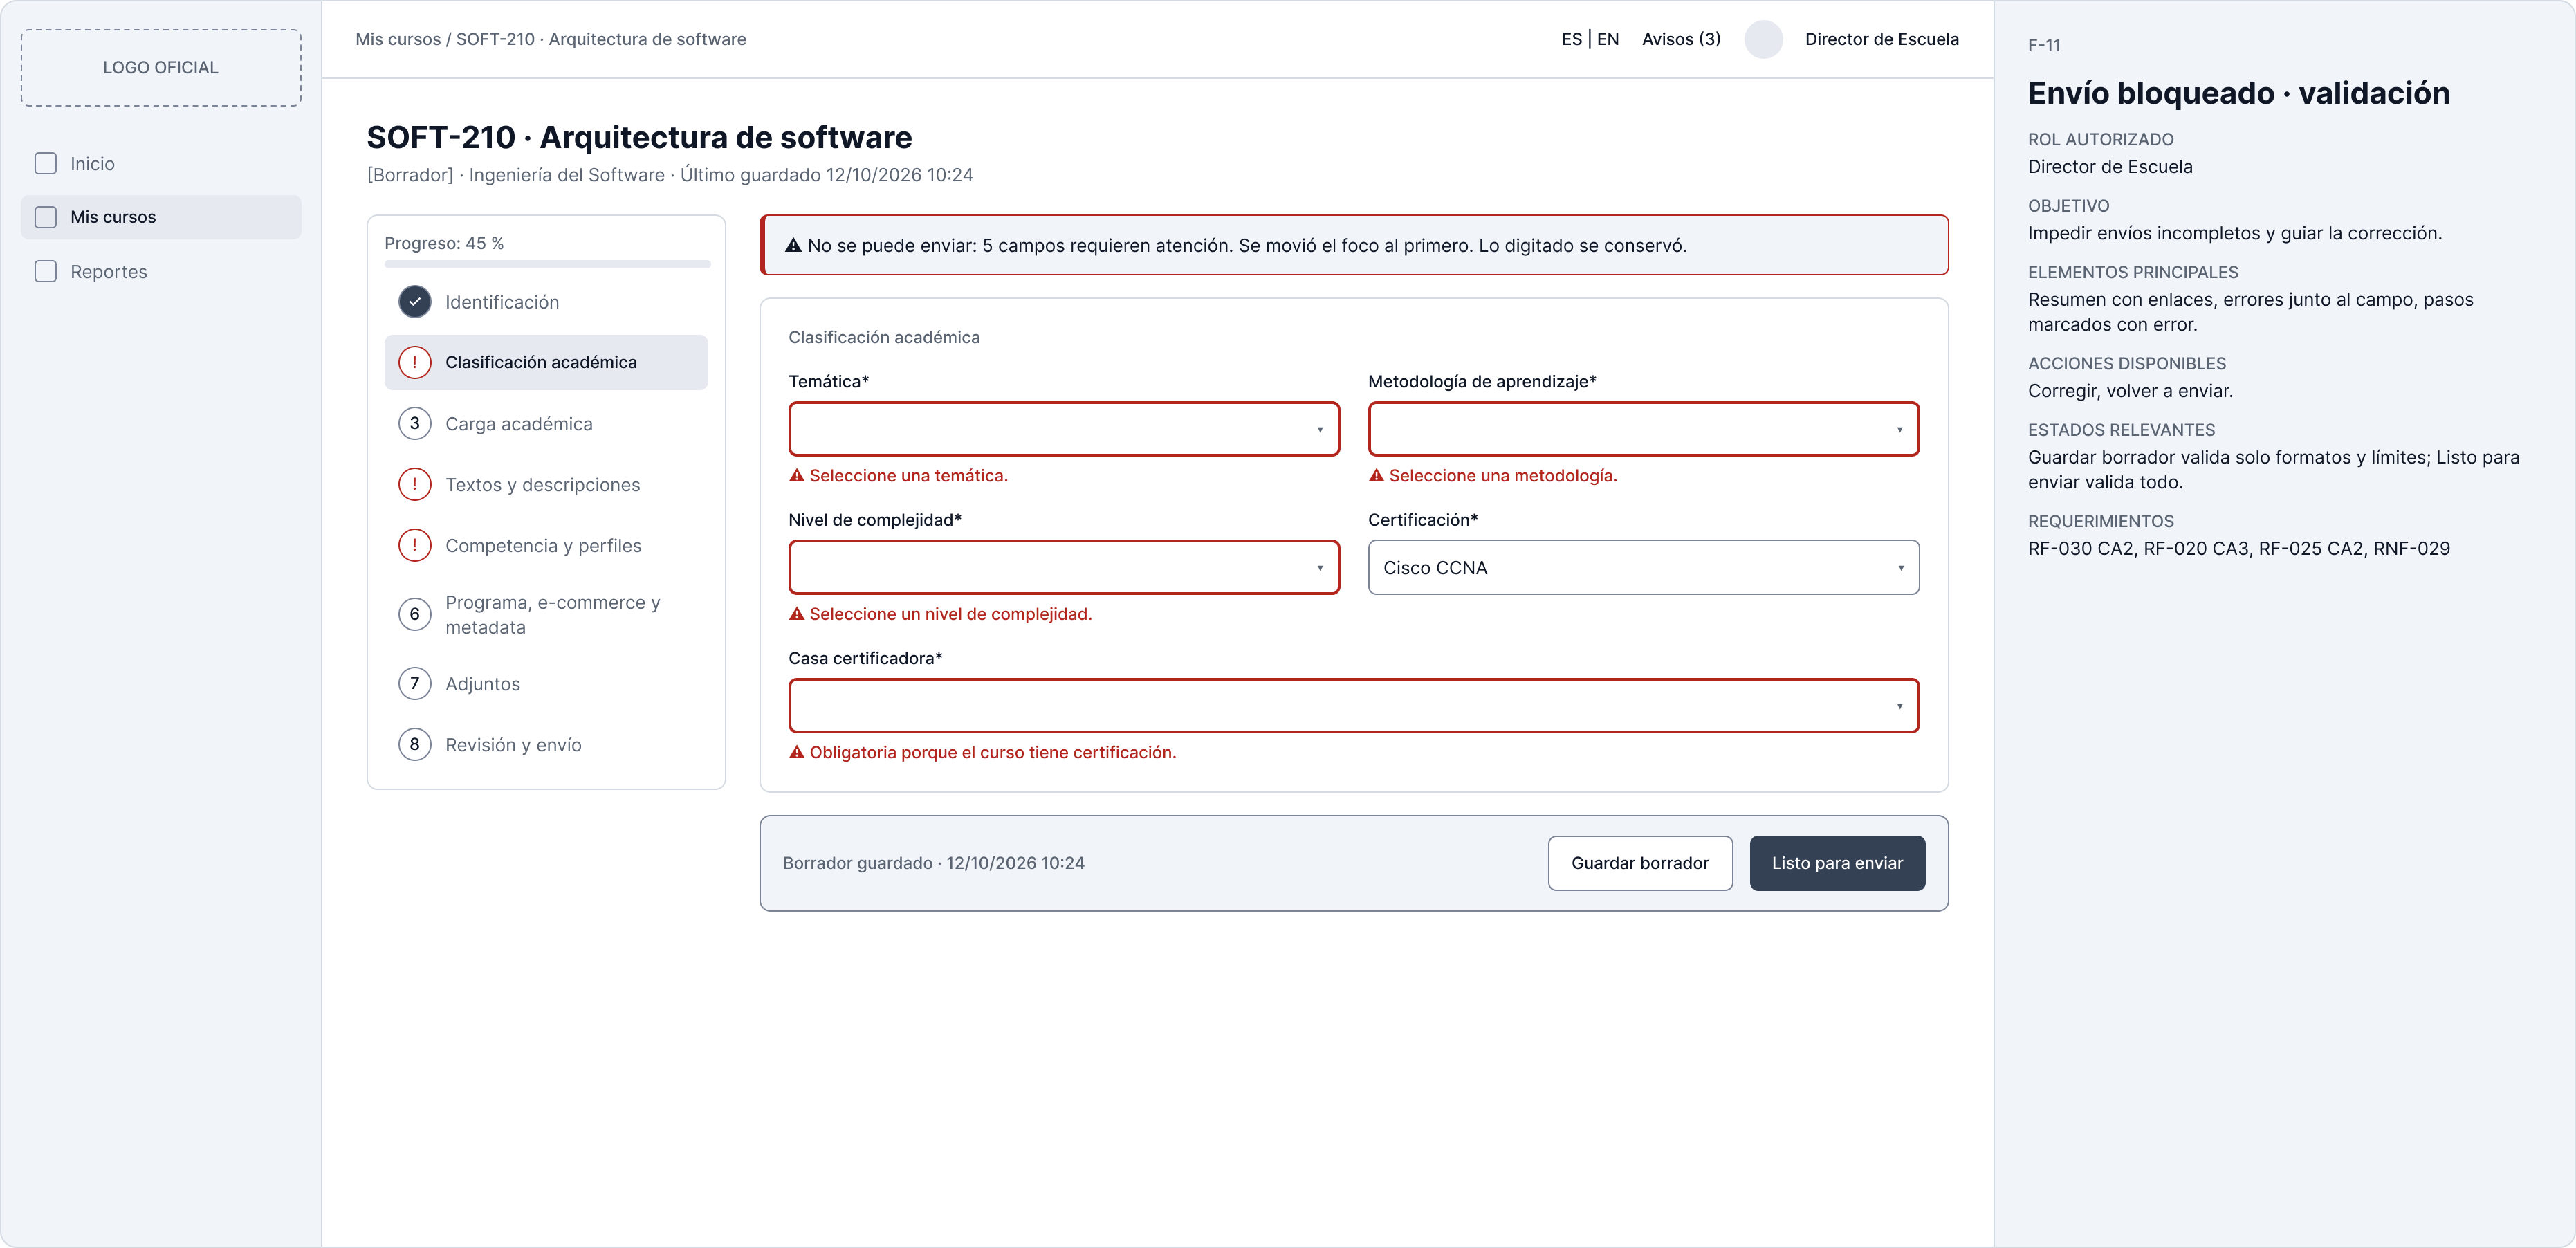 LOGO OFICIAL
Inicio
Mis cursos
Reportes
Mis cursos / SOFT-210 · Arquitectura de software
ES | EN
Avisos (3)
Director de Escuela
SOFT-210 · Arquitectura de software
[Borrador] · Ingeniería del Software · Último guardado 12/10/2026 10:24
Progreso: 45 %
Identificación
! Clasificación académica
3 Carga académica
! Textos y descripciones
! Competencia y perfiles
6 Programa, e-commerce y
metadata
7 Adjuntos
8 Revisión y envío
⚠ No se puede enviar: 5 campos requieren atención. Se movió el foco al primero. Lo digitado se conservó.
Clasificación académica
Temática*
⚠ Seleccione una temática.
Metodología de aprendizaje*
⚠ Seleccione una metodología.
Nivel de complejidad*
⚠ Seleccione un nivel de complejidad.
Certificación*
Cisco CCNA
Casa certificadora*
⚠ Obligatoria porque el curso tiene certificación.
Borrador guardado · 12/10/2026 10:24
Guardar borrador
Listo para enviar
F-11
Envío bloqueado · validación
ROL AUTORIZADO
Director de Escuela
OBJETIVO
Impedir envíos incompletos y guiar la corrección.
ELEMENTOS PRINCIPALES
Resumen con enlaces, errores junto al campo, pasos
marcados con error.
ACCIONES DISPONIBLES
Corregir, volver a enviar.
ESTADOS RELEVANTES
Guardar borrador valida solo formatos y límites; Listo para
enviar valida todo.
REQUERIMIENTOS
RF-030 CA2, RF-020 CA3, RF-025 CA2, RNF-029